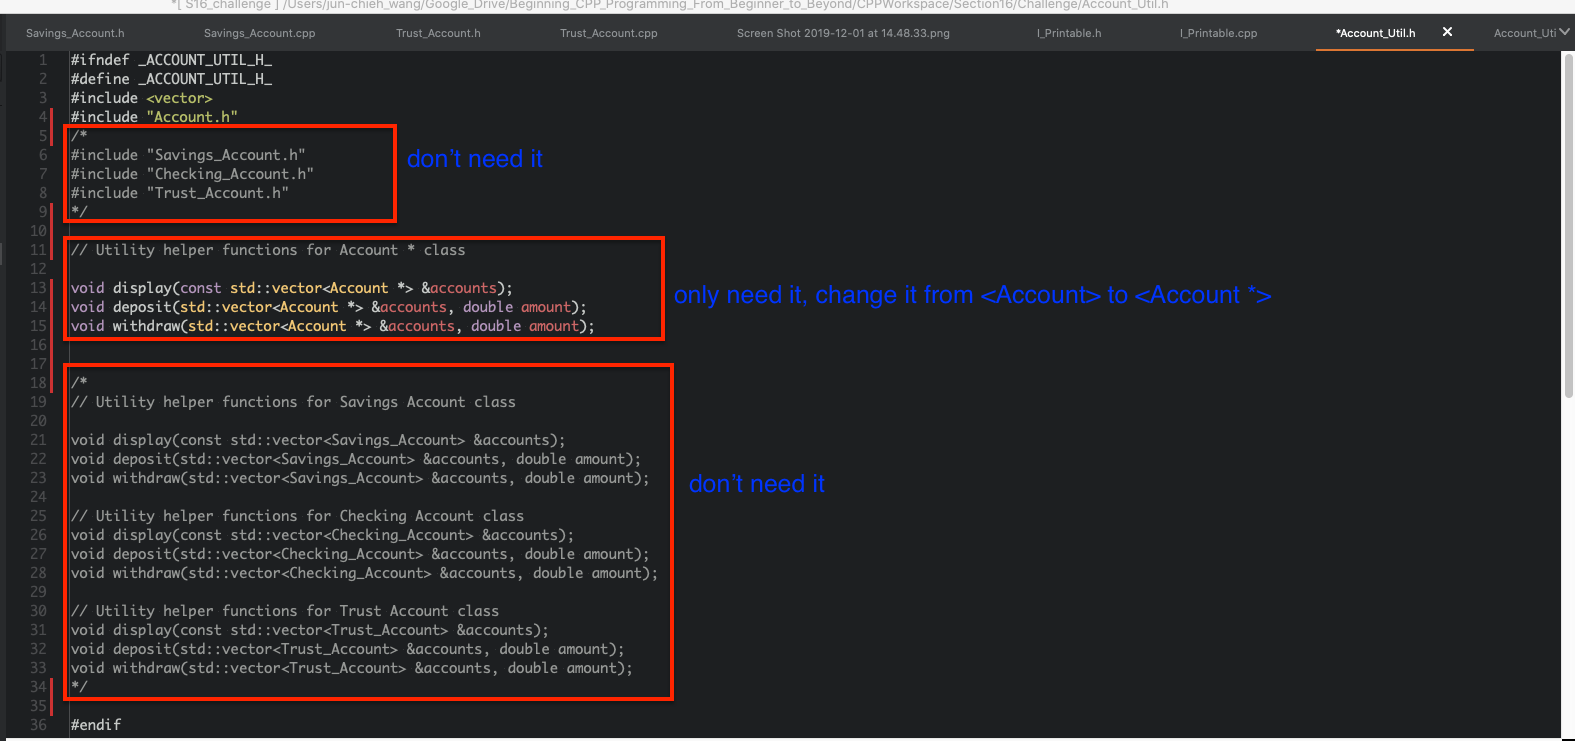 *[ S16_challenge ] /Users/jun-chieh_wang/Google_Drive/Beginning_CPP_Programming_From_Beginner_to_Beyond/CPPWorkspace/Section16/Challenge/Account_Util.h
Savings_Account.h Savings_Account.cpp Trust_Account.h Trust_Account.cpp Screen Shot 2019-12-01 at 14.48.33.png I_Printable.h I_Printable.cpp *Account_Util.h × Account_Uti
1 #ifndef _ACCOUNT_UTIL_H_
2 #define _ACCOUNT_UTIL_H_
3 #include <vector>
4 #include "Account.h"
5 /*
6 #include "Savings_Account.h"
don't need it
7 #include "Checking_Account.h"
8 #include "Trust_Account.h"
9 */
10
11 // Utility helper functions for Account * class
12
13 void display(const std::vector<Account *> &accounts);
only need it, change it from <Account> to <Account *>
14 void deposit(std::vector<Account *> &accounts, double amount);
15 void withdraw(std::vector<Account *> &accounts, double amount);
16
17
18 /*
19 // Utility helper functions for Savings Account class
20
21 void display(const std::vector<Savings_Account> &accounts);
22 void deposit(std::vector<Savings_Account> &accounts, double amount);
23 void withdraw(std::vector<Savings_Account> &accounts, double amount);
don't need it
24
25 // Utility helper functions for Checking Account class
26 void display(const std::vector<Checking_Account> &accounts);
27 void deposit(std::vector<Checking_Account> &accounts, double amount);
28 void withdraw(std::vector<Checking_Account> &accounts, double amount);
29
30 // Utility helper functions for Trust Account class
31 void display(const std::vector<Trust_Account> &accounts);
32 void deposit(std::vector<Trust_Account> &accounts, double amount);
33 void withdraw(std::vector<Trust_Account> &accounts, double amount);
34 */
35
36 #endif